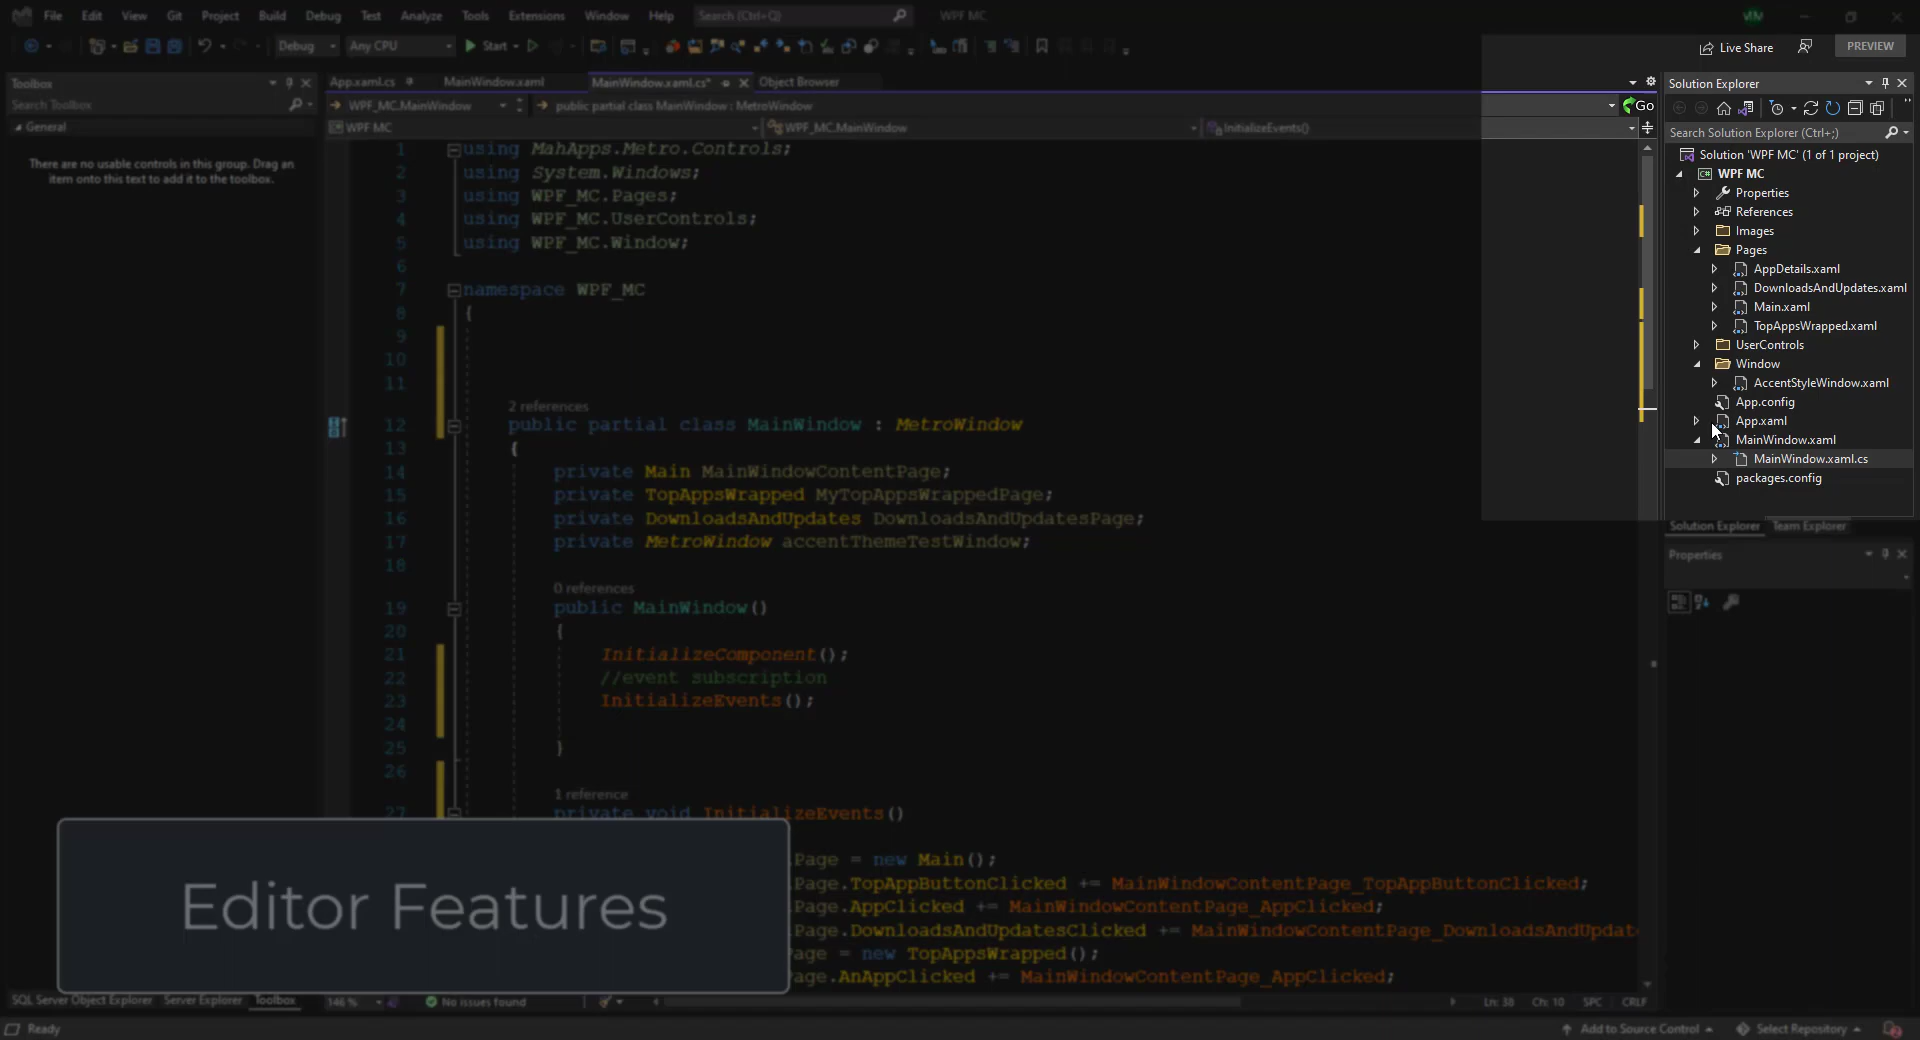 File Edit View Git Project Build Debug Test Analyze Tools Extensions Window Help Search (Ctrl+Q) WPF MC VM
Debug Any CPU Start Live Share PREVIEW
Toolbox
Search Toolbox
General
There are no usable controls in this group. Drag an
item onto this text to add it to the toolbox.
App.xaml.cs MainWindow.xaml MainWindow.xaml.cs* Object Browser
WPF_MC.MainWindow public partial class MainWindow : MetroWindow Go
WPF MC WPF_MC.MainWindow InitializeEvents()
1 using MahApps.Metro.Controls;
2 using System.Windows;
3 using WPF_MC.Pages;
4 using WPF_MC.UserControls;
5 using WPF_MC.Window;
6
7 namespace WPF_MC
8 {
9
10
11
2 references
12 public partial class MainWindow : MetroWindow
13 {
14 private Main MainWindowContentPage;
15 private TopAppsWrapped MyTopAppsWrappedPage;
16 private DownloadsAndUpdates DownloadsAndUpdatesPage;
17 private MetroWindow accentThemeTestWindow;
18
0 references
19 public MainWindow()
20 {
21 InitializeComponent();
22 //event subscription
23 InitializeEvents();
24
25 }
26
1 reference
27 private void InitializeEvents()
.Page = new Main();
.Page.TopAppButtonClicked += MainWindowContentPage_TopAppButtonClicked;
.Page.AppClicked += MainWindowContentPage_AppClicked;
.Page.DownloadsAndUpdatesClicked += MainWindowContentPage_DownloadsAndUpdat
Page = new TopAppsWrapped();
Page.AnAppClicked += MainWindowContentPage_AppClicked;
Editor Features
SQL Server Object Explorer Server Explorer Toolbox 146 % No issues found Ln: 38 Ch: 10 SPC CRLF
Ready Add to Source Control Select Repository 2
Solution Explorer
Search Solution Explorer (Ctrl+;)
Solution 'WPF MC' (1 of 1 project)
C# WPF MC
Properties
References
Images
Pages
AppDetails.xaml
DownloadsAndUpdates.xaml
Main.xaml
TopAppsWrapped.xaml
UserControls
Window
AccentStyleWindow.xaml
App.config
App.xaml
MainWindow.xaml
MainWindow.xaml.cs
packages.config
Solution Explorer Team Explorer
Properties